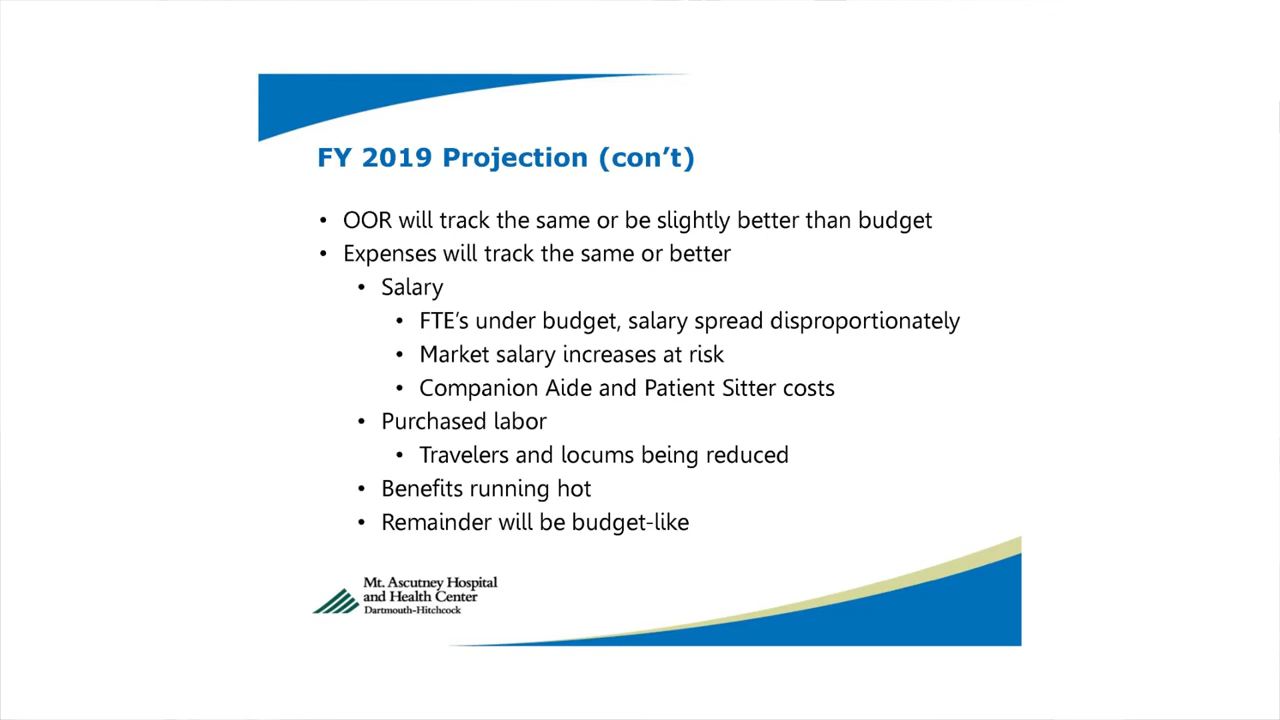 FY 2019 Projection (con’t)
• OOR will track the same or be slightly better than budget
• Expenses will track the same or better
• Salary
• FTE’s under budget, salary spread disproportionately
• Market salary increases at risk
• Companion Aide and Patient Sitter costs
• Purchased labor
• Travelers and locums being reduced
• Benefits running hot
• Remainder will be budget-like
Mt. Ascutney Hospital
and Health Center
Dartmouth-Hitchcock